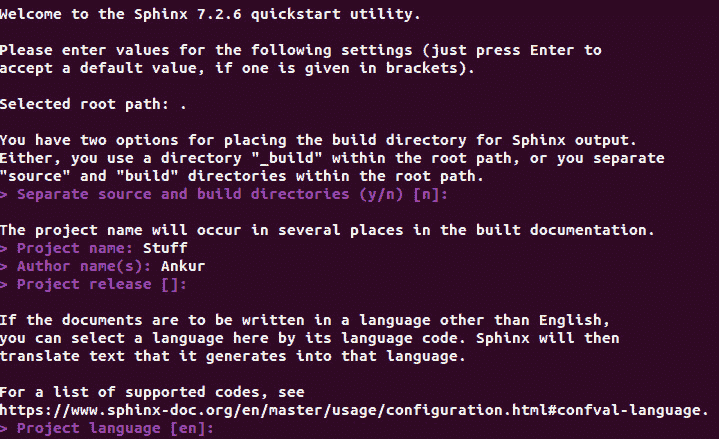 Welcome to the Sphinx 7.2.6 quickstart utility.
Please enter values for the following settings (just press Enter to
accept a default value, if one is given in brackets).
Selected root path: .
You have two options for placing the build directory for Sphinx output.
Either, you use a directory "_build" within the root path, or you separate
"source" and "build" directories within the root path.
> Separate source and build directories (y/n) [n]:
The project name will occur in several places in the built documentation.
> Project name: Stuff
> Author name(s): Ankur
> Project release []:
If the documents are to be written in a language other than English,
you can select a language here by its language code. Sphinx will then
translate text that it generates into that language.
For a list of supported codes, see
https://www.sphinx-doc.org/en/master/usage/configuration.html#confval-language.
> Project language [en]: